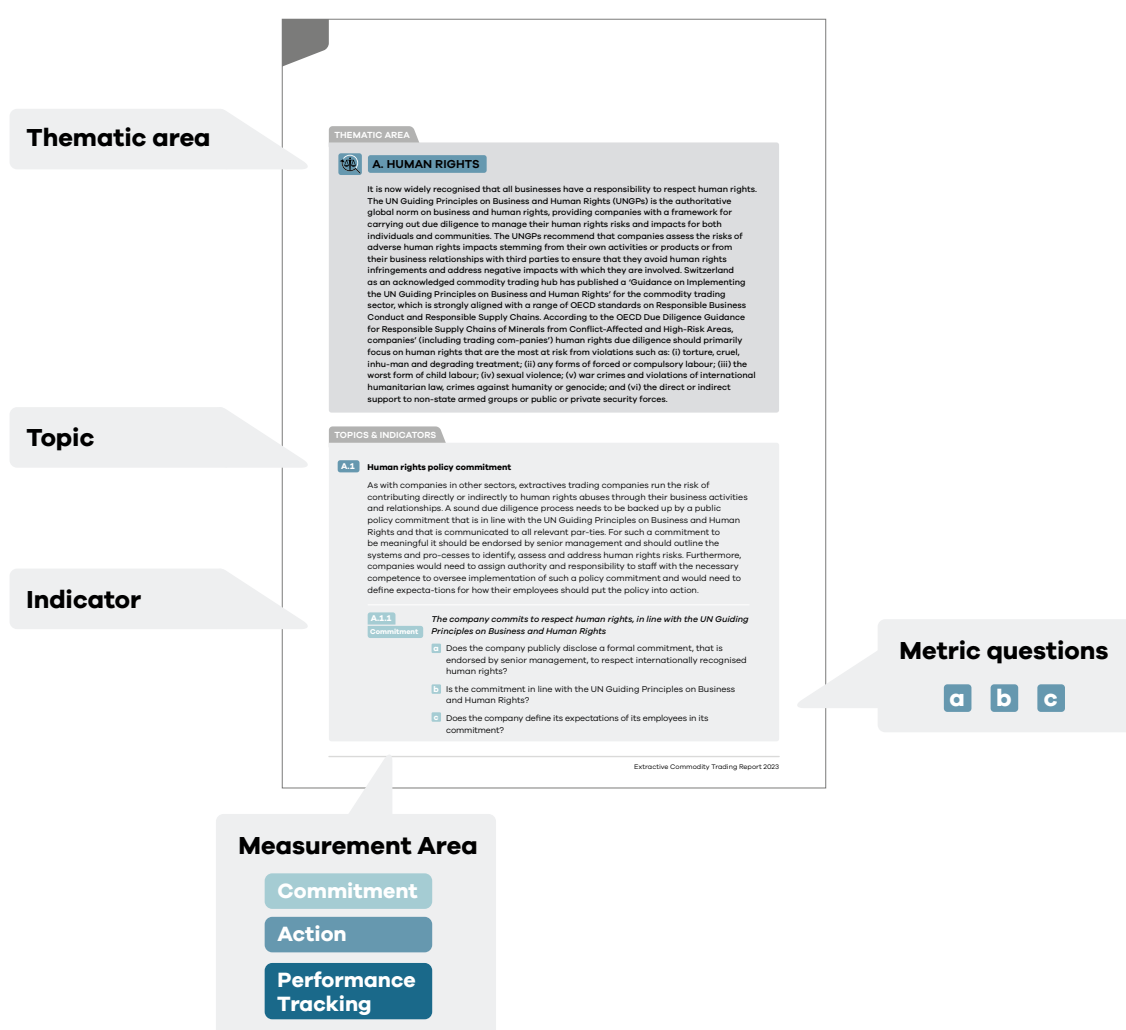 Thematic area
THEMATIC AREA
A. HUMAN RIGHTS
It is now widely recognised that all businesses have a responsibility to respect human rights.
The UN Guiding Principles on Business and Human Rights (UNGPs) is the authoritative
global norm on business and human rights, providing companies with a framework for
carrying out due diligence to manage their human rights risks and impacts for both
individuals and communities. The UNGPs recommend that companies assess the risks of
adverse human rights impacts stemming from their own activities or products or from
their business relationships with third parties to ensure that they avoid human rights
infringements and address negative impacts with which they are involved. Switzerland
as an acknowledged commodity trading hub has published a ‘Guidance on Implementing
the UN Guiding Principles on Business and Human Rights’ for the commodity trading
sector, which is strongly aligned with a range of OECD standards on Responsible Business
Conduct and Responsible Supply Chains. According to the OECD Due Diligence Guidance
for Responsible Supply Chains of Minerals from Conflict-Affected and High-Risk Areas,
companies’ (including trading com-panies’) human rights due diligence should primarily
focus on human rights that are the most at risk from violations such as: (i) torture, cruel,
inhu-man and degrading treatment; (ii) any forms of forced or compulsory labour; (iii) the
worst form of child labour; (iv) sexual violence; (v) war crimes and violations of international
humanitarian law, crimes against humanity or genocide; and (vi) the direct or indirect
support to non-state armed groups or public or private security forces.
Topic
TOPICS & INDICATORS
A.1 Human rights policy commitment
As with companies in other sectors, extractives trading companies run the risk of
contributing directly or indirectly to human rights abuses through their business activities
and relationships. A sound due diligence process needs to be backed up by a public
policy commitment that is in line with the UN Guiding Principles on Business and Human
Rights and that is communicated to all relevant par-ties. For such a commitment to
be meaningful it should be endorsed by senior management and should outline the
systems and pro-cesses to identify, assess and address human rights risks. Furthermore,
companies would need to assign authority and responsibility to staff with the necessary
competence to oversee implementation of such a policy commitment and would need to
define expecta-tions for how their employees should put the policy into action.
Indicator
A.1.1 The company commits to respect human rights, in line with the UN Guiding
Commitment Principles on Business and Human Rights
a Does the company publicly disclose a formal commitment, that is
endorsed by senior management, to respect internationally recognised
human rights?
b Is the commitment in line with the UN Guiding Principles on Business
and Human Rights?
c Does the company define its expectations of its employees in its
commitment?
Metric questions
a b c
Extractive Commodity Trading Report 2023
Measurement Area
Commitment
Action
Performance
Tracking